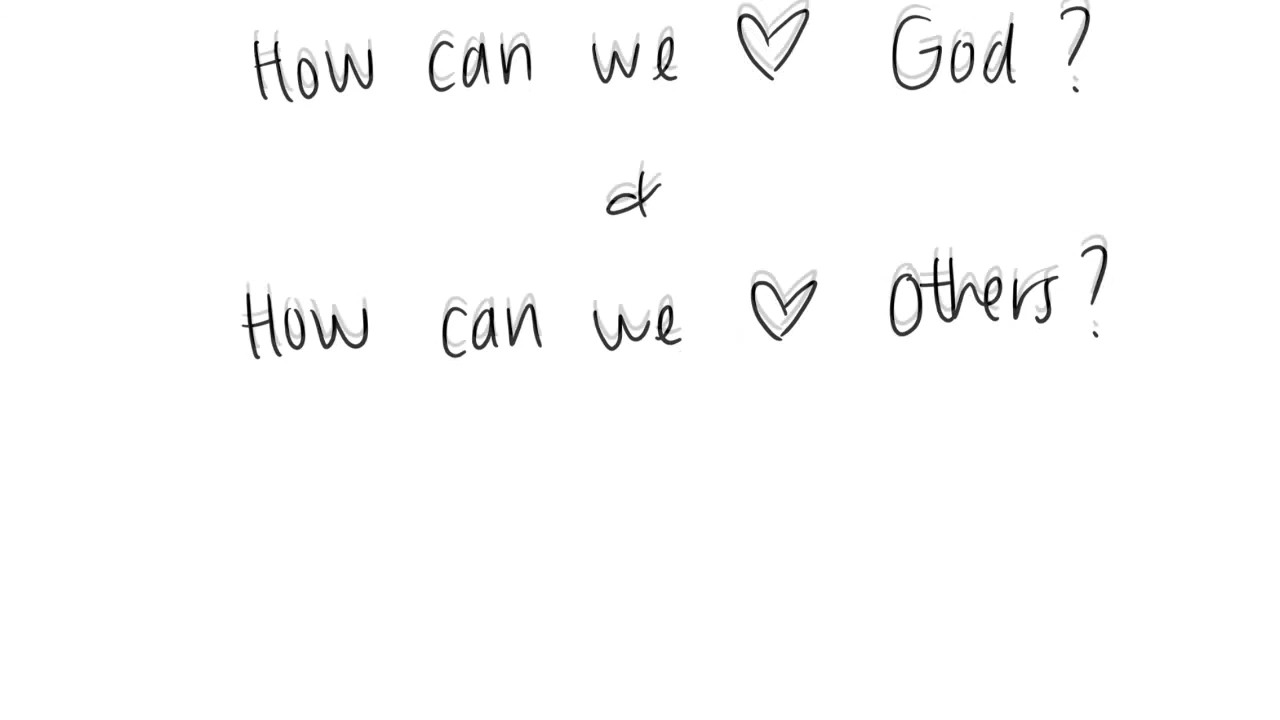 How can we ♡ God?
&
How can we ♡ Others?